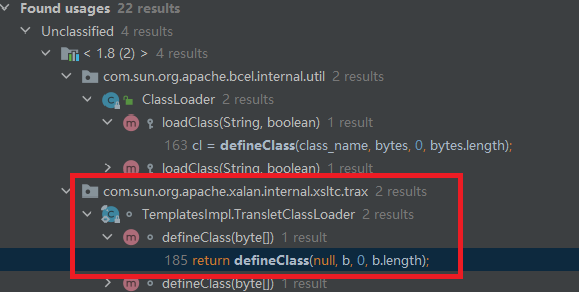 Found usages 22 results
Unclassified 4 results
< 1.8 (2) > 4 results
com.sun.org.apache.bcel.internal.util 2 results
ClassLoader 2 results
loadClass(String, boolean) 1 result
163 cl = defineClass(class_name, bytes, 0, bytes.length);
loadClass(String, boolean) 1 result
com.sun.org.apache.xalan.internal.xsltc.trax 2 results
TemplatesImpl.TransletClassLoader 2 results
defineClass(byte[]) 1 result
185 return defineClass(null, b, 0, b.length);
defineClass(byte[]) 1 result